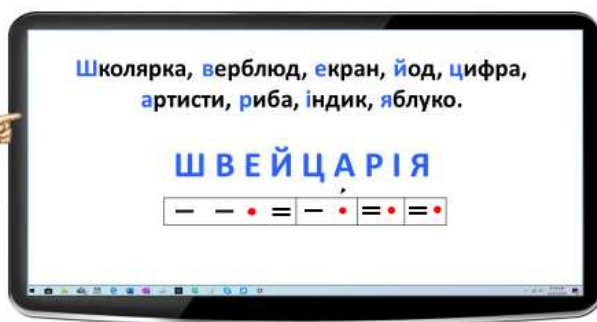 Школярка, верблюд, екран, йод, цифра,
артисти, риба, індик, яблуко.
ШВЕЙЦАРІЯ
– – • = – • = • = •